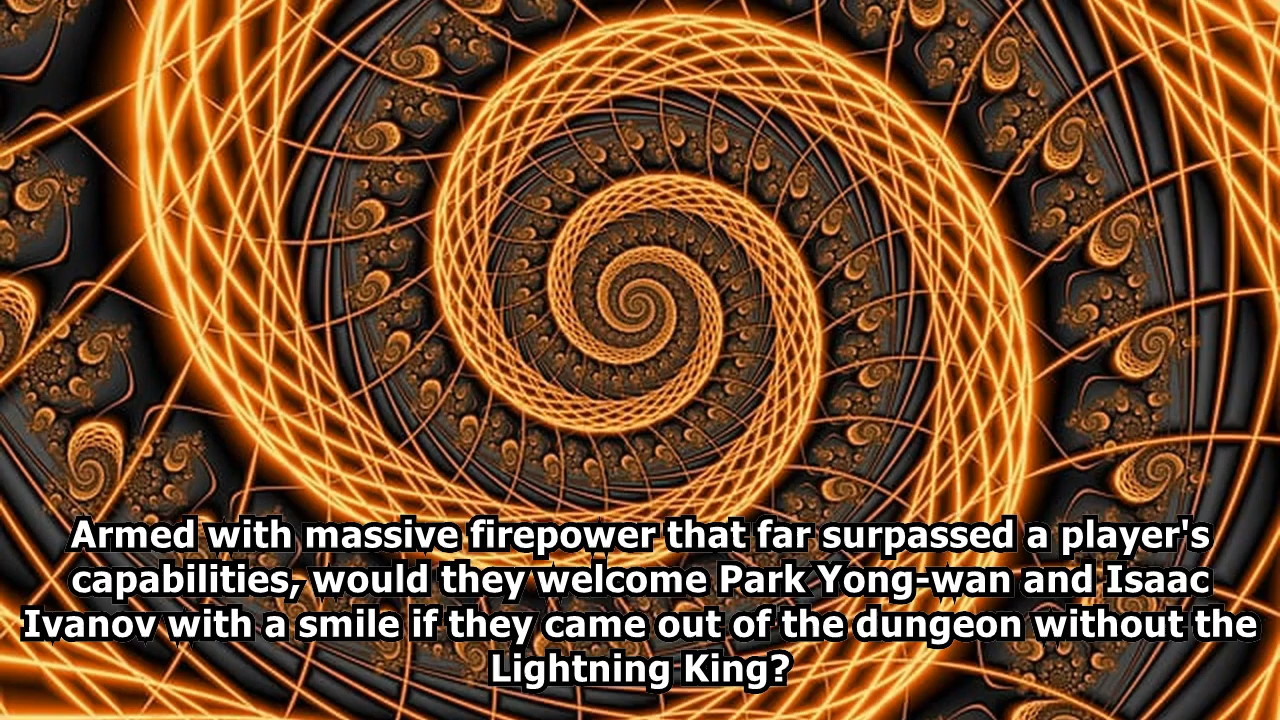 Armed with massive firepower that far surpassed a player's
capabilities, would they welcome Park Yong-wan and Isaac
Ivanov with a smile if they came out of the dungeon without the
Lightning King?